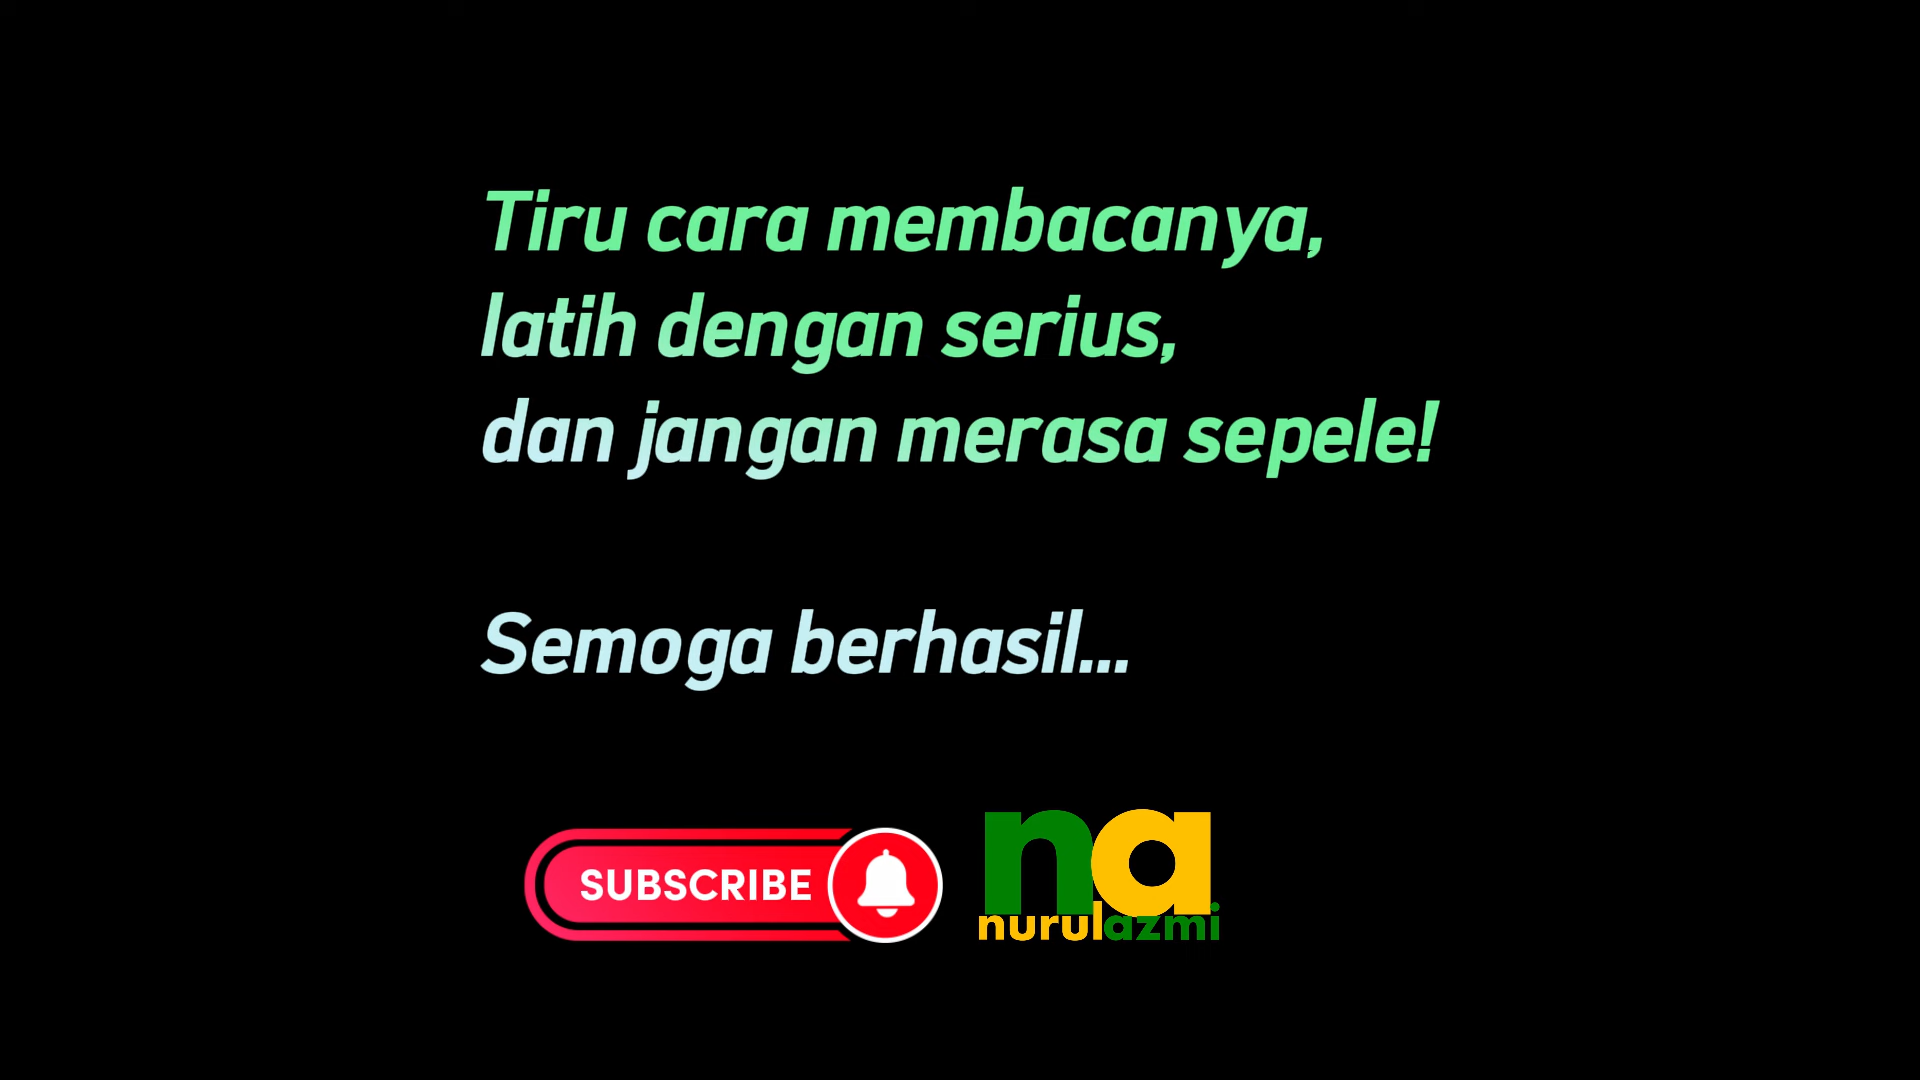 Tiru cara membacanya,
latih dengan serius,
dan jangan merasa sepele!
Semoga berhasil...
SUBSCRIBE
na
nurulazmi